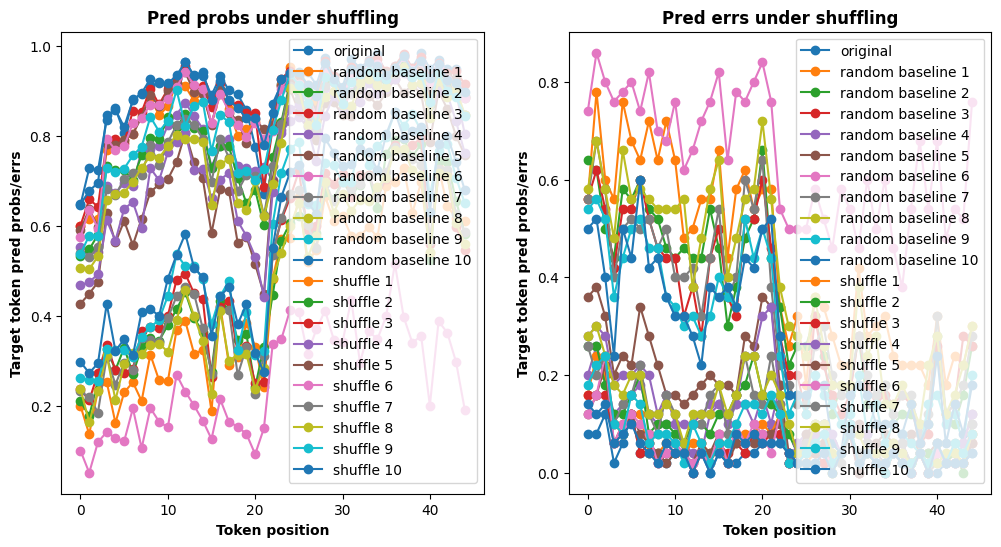 Pred probs under shuffling
Target token pred probs/errs
1.0
0.8
0.6
0.4
0.2
0
10
20
30
40
Token position
original
random baseline 1
random baseline 2
random baseline 3
random baseline 4
random baseline 5
random baseline 6
random baseline 7
random baseline 8
random baseline 9
random baseline 10
shuffle 1
shuffle 2
shuffle 3
shuffle 4
shuffle 5
shuffle 6
shuffle 7
shuffle 8
shuffle 9
shuffle 10
Pred errs under shuffling
Target token pred probs/errs
0.8
0.6
0.4
0.2
0.0
0
10
20
30
40
Token position
original
random baseline 1
random baseline 2
random baseline 3
random baseline 4
random baseline 5
random baseline 6
random baseline 7
random baseline 8
random baseline 9
random baseline 10
shuffle 1
shuffle 2
shuffle 3
shuffle 4
shuffle 5
shuffle 6
shuffle 7
shuffle 8
shuffle 9
shuffle 10